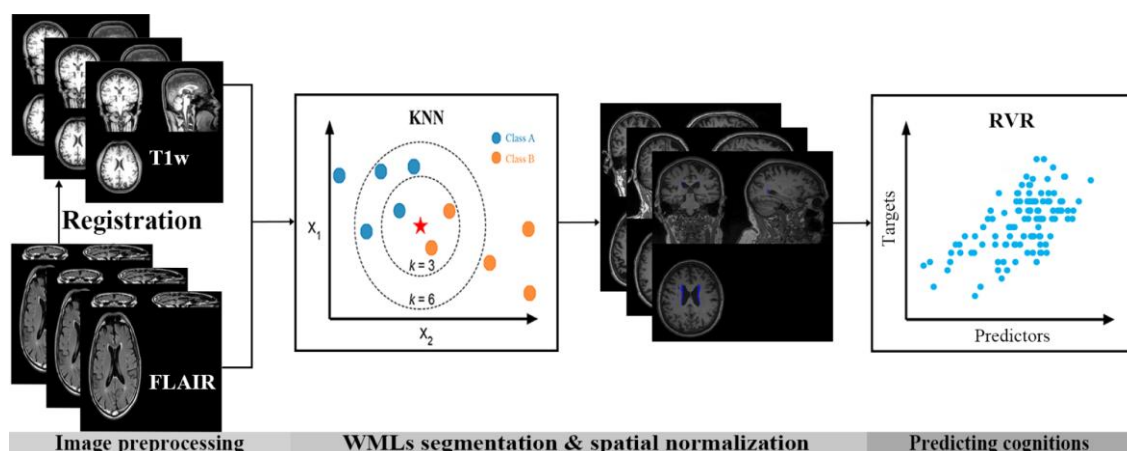 T1w
Registration
FLAIR
KNN
Class A
Class B
X1
k = 3
k = 6
X2
RVR
Targets
Predictors
Image preprocessing
WMLs segmentation & spatial normalization
Predicting cognitions